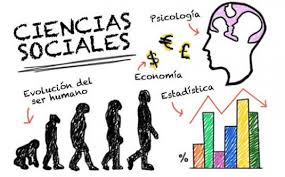 CIENCIAS
SOCIALES
Psicología
$ € £
Economía
Evolución del
ser humano
Estadística
%